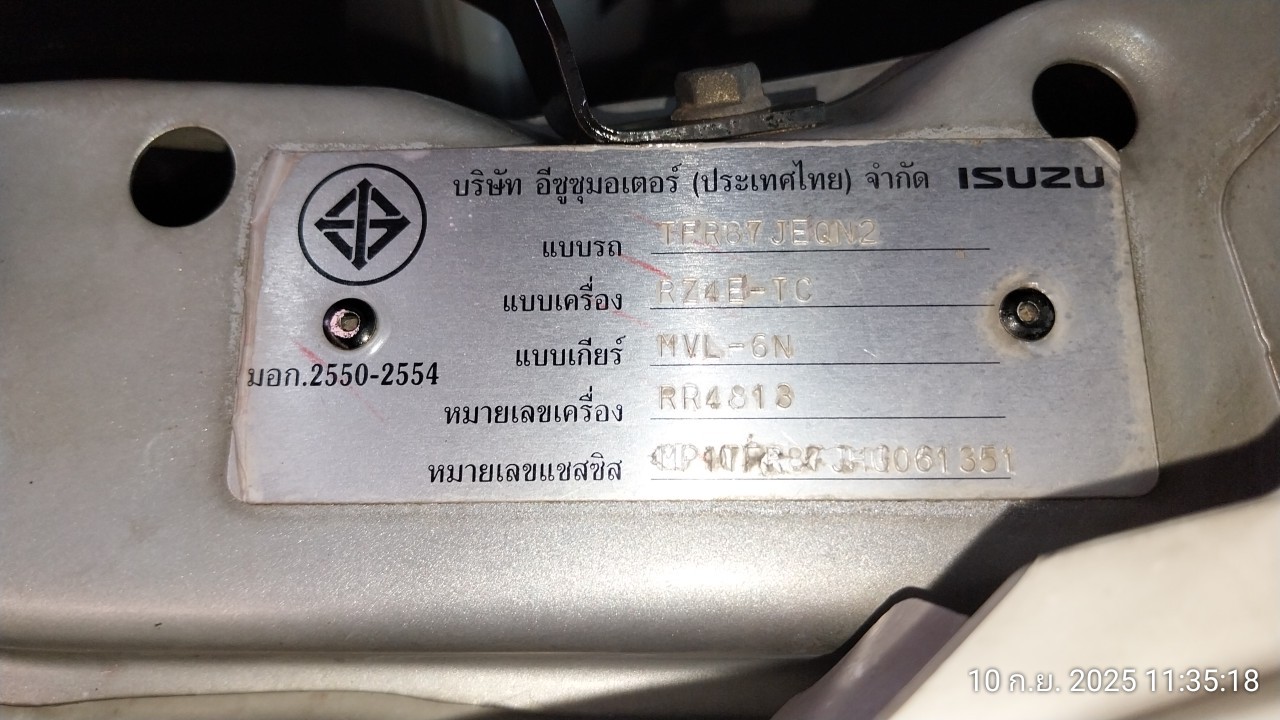 บริษัท อีซูซุมอเตอร์ (ประเทศไทย) จำกัด ISUZU
แบบรถ TFR87JEQN2
แบบเครื่อง RZ4E-TC
แบบเกียร์ MVL-6N
มอก.2550-2554
หมายเลขเครื่อง RR4813
หมายเลขแชสซิส
10 ก.ย. 2025 11:35:18